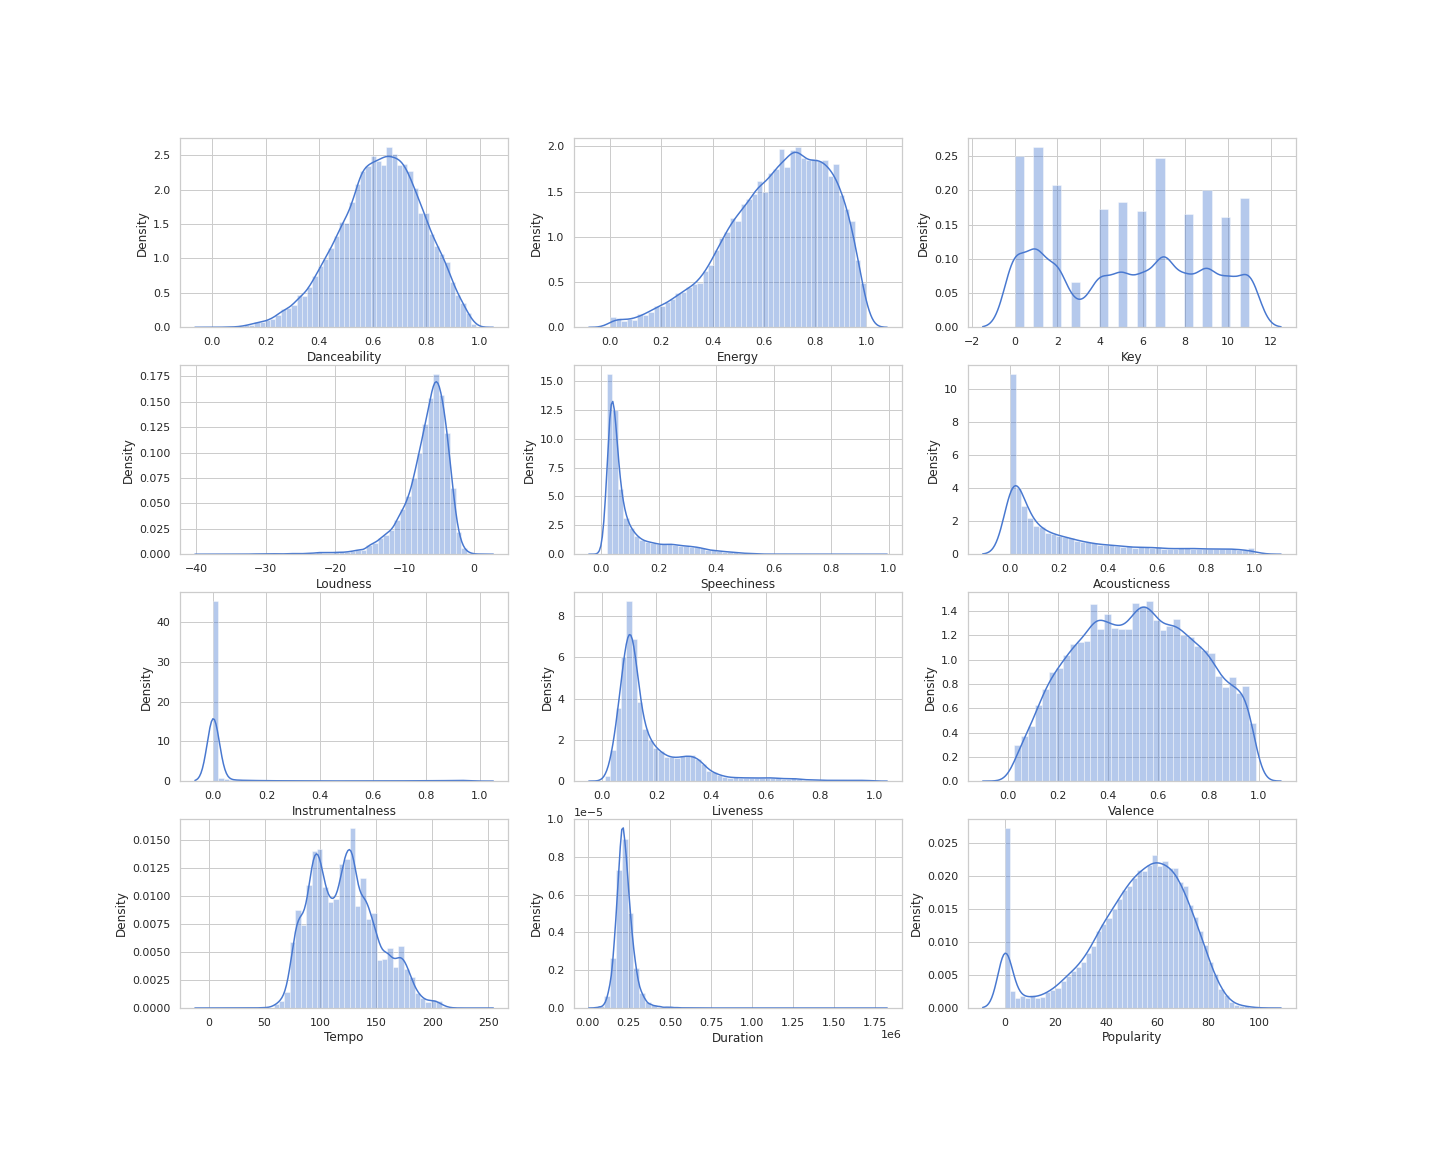 Density
2.5
2.0
1.5
1.0
0.5
0.0
0.0 0.2 0.4 0.6 0.8 1.0
Danceability
Density
2.0
1.5
1.0
0.5
0.0
0.0 0.2 0.4 0.6 0.8 1.0
Energy
Density
0.25
0.20
0.15
0.10
0.05
0.00
−2 0 2 4 6 8 10 12
Key
Density
0.175
0.150
0.125
0.100
0.075
0.050
0.025
0.000
−40 −30 −20 −10 0
Loudness
Density
15.0
12.5
10.0
7.5
5.0
2.5
0.0
0.0 0.2 0.4 0.6 0.8 1.0
Speechiness
Density
10
8
6
4
2
0
0.0 0.2 0.4 0.6 0.8 1.0
Acousticness
Density
40
30
20
10
0
0.0 0.2 0.4 0.6 0.8 1.0
Instrumentalness
Density
8
6
4
2
0
0.0 0.2 0.4 0.6 0.8 1.0
Liveness
Density
1.4
1.2
1.0
0.8
0.6
0.4
0.2
0.0
0.0 0.2 0.4 0.6 0.8 1.0
Valence
Density
0.0150
0.0125
0.0100
0.0075
0.0050
0.0025
0.0000
0 50 100 150 200 250
Tempo
1e−5
Density
1.0
0.8
0.6
0.4
0.2
0.0
0.00 0.25 0.50 0.75 1.00 1.25 1.50 1.75
1e6
Duration
Density
0.025
0.020
0.015
0.010
0.005
0.000
0 20 40 60 80 100
Popularity